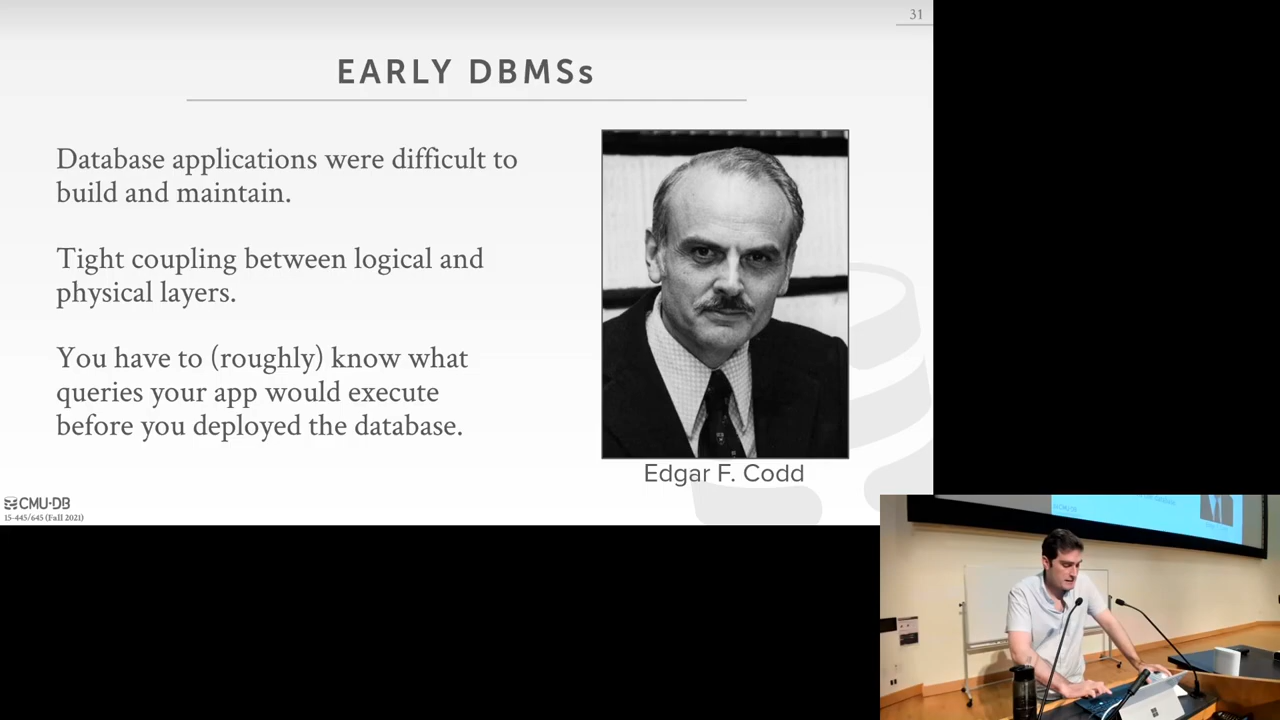 31
EARLY DBMSs
Database applications were difficult to
build and maintain.
Tight coupling between logical and
physical layers.
You have to (roughly) know what
queries your app would execute
before you deployed the database.
Edgar F. Codd
CMU·DB
15-445/645 (Fall 2021)